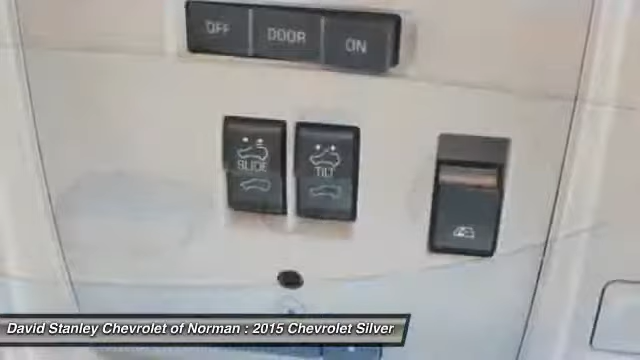 OFF DOOR ON
SLIDE TILT
David Stanley Chevrolet of Norman : 2015 Chevrolet Silver